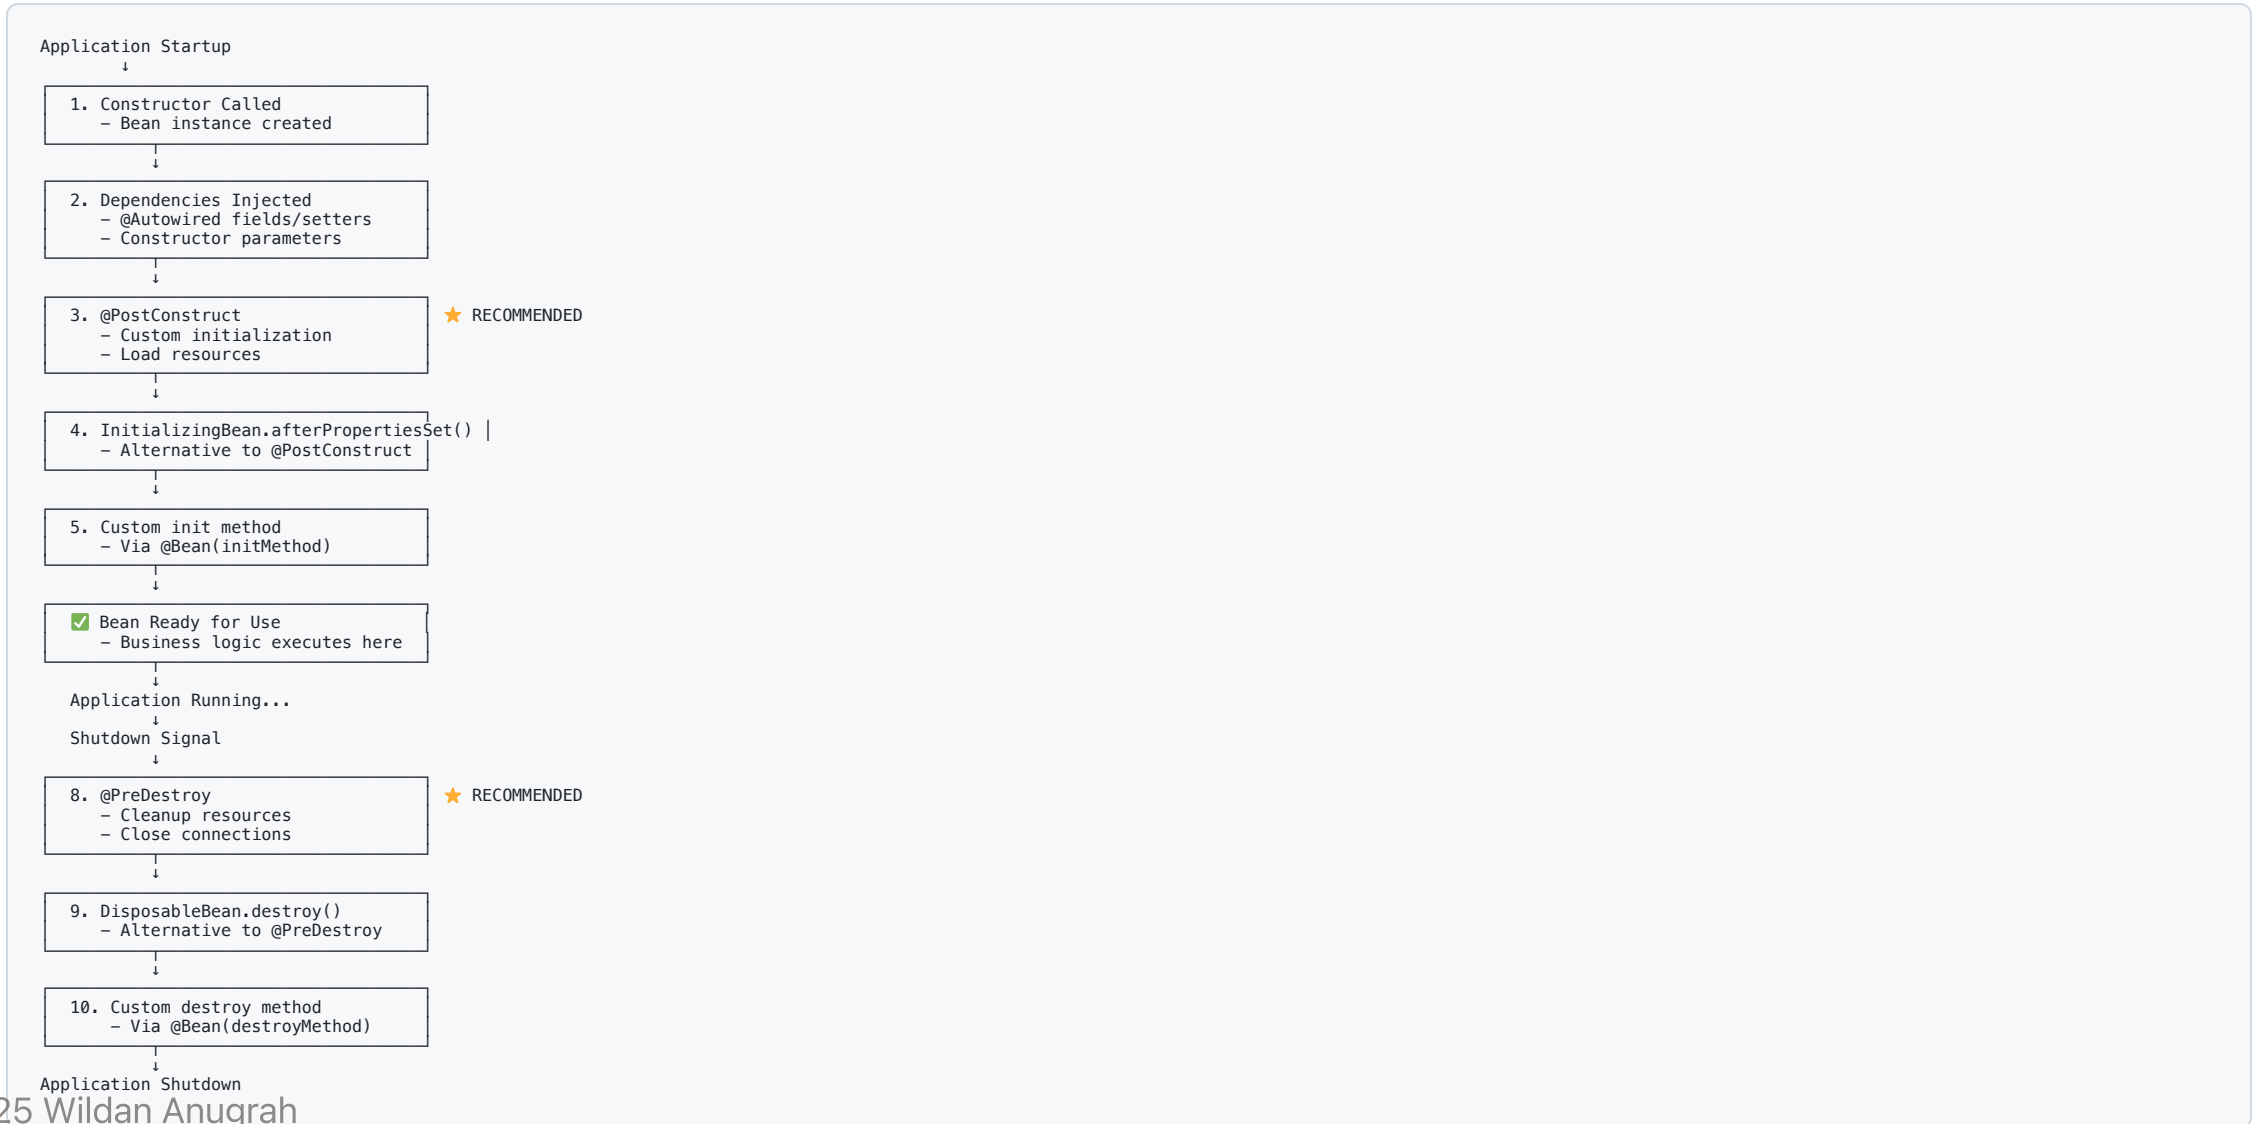 Application Startup
↓
1. Constructor Called
- Bean instance created
↓
2. Dependencies Injected
- @Autowired fields/setters
- Constructor parameters
↓
3. @PostConstruct ⭐ RECOMMENDED
- Custom initialization
- Load resources
↓
4. InitializingBean.afterPropertiesSet() │
- Alternative to @PostConstruct
↓
5. Custom init method
- Via @Bean(initMethod)
↓
✅ Bean Ready for Use
- Business logic executes here
↓
Application Running...
↓
Shutdown Signal
↓
8. @PreDestroy ⭐ RECOMMENDED
- Cleanup resources
- Close connections
↓
9. DisposableBean.destroy()
- Alternative to @PreDestroy
↓
10. Custom destroy method
- Via @Bean(destroyMethod)
↓
Application Shutdown
25 Wildan Anugrah